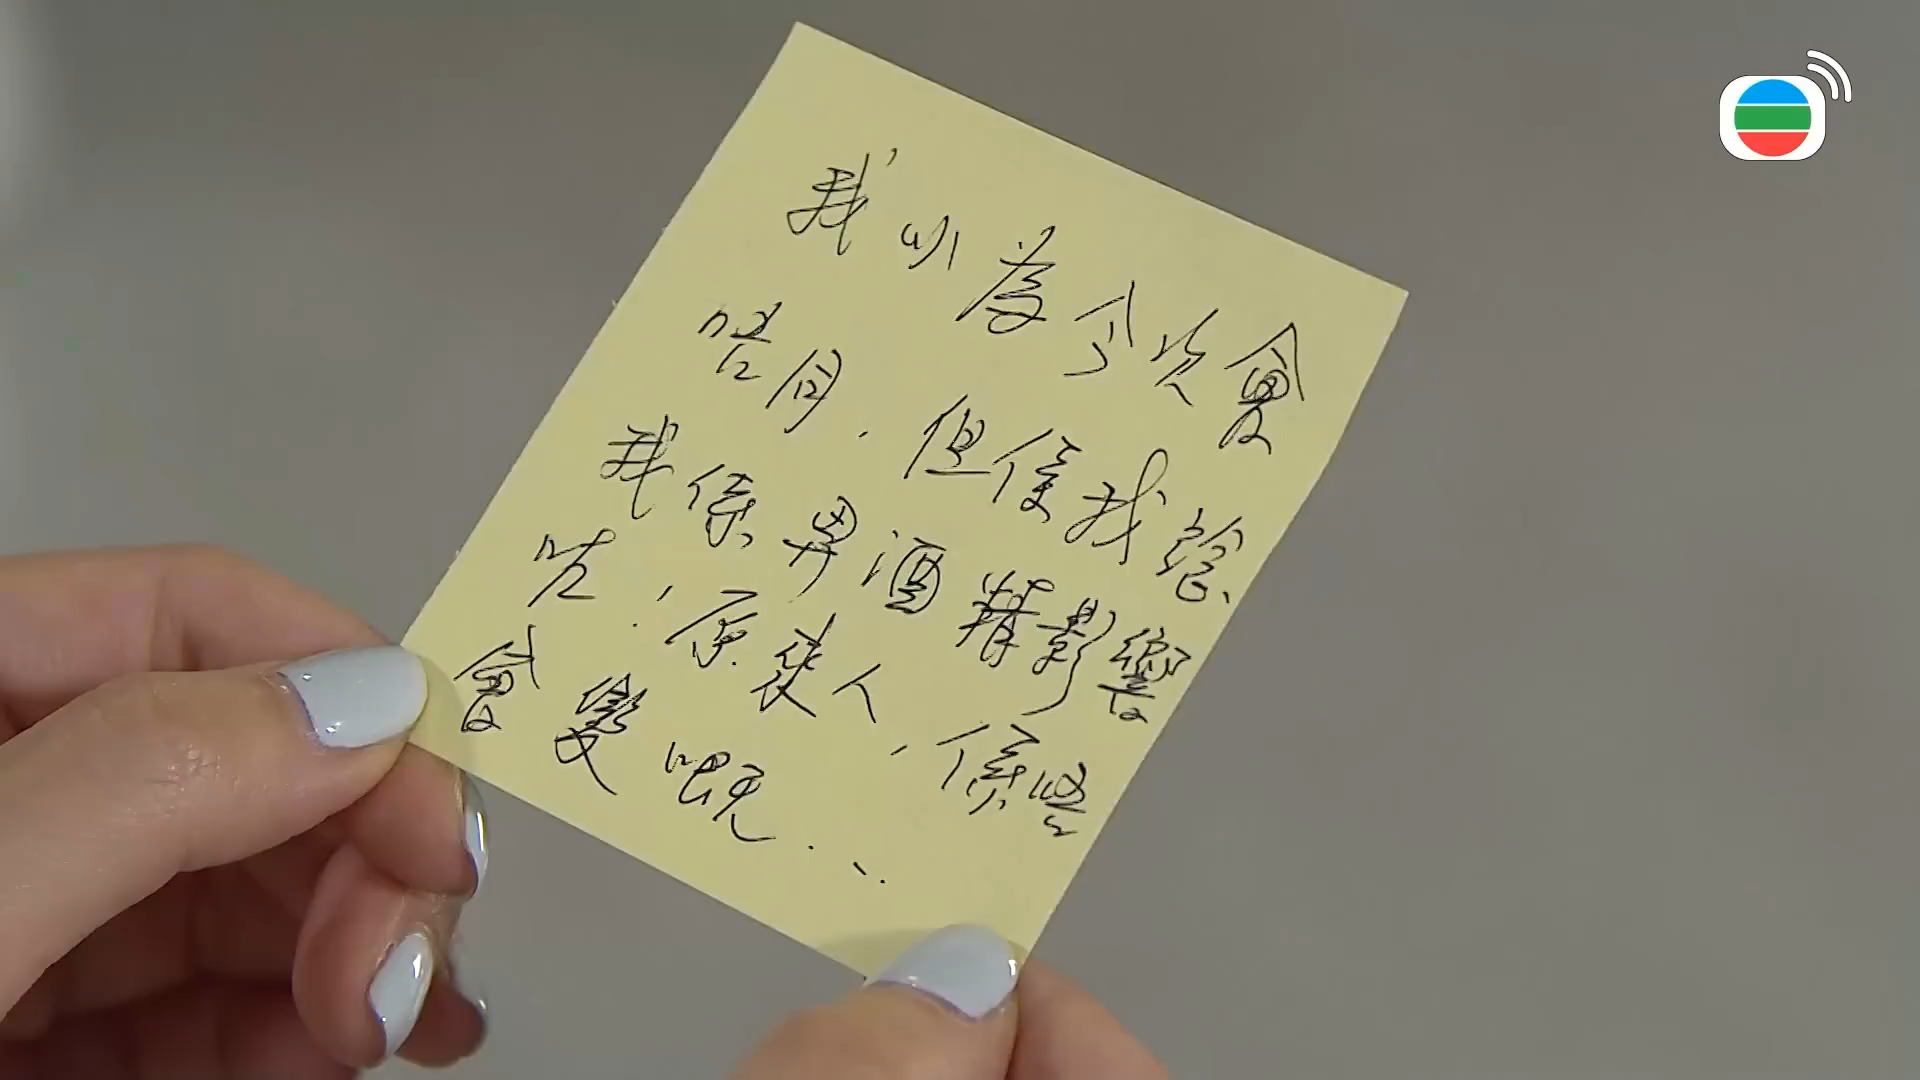 我以為今次會
唔同，但係我諗
我係畀酒精影響
咗！原來人，係唔
會變嘅...